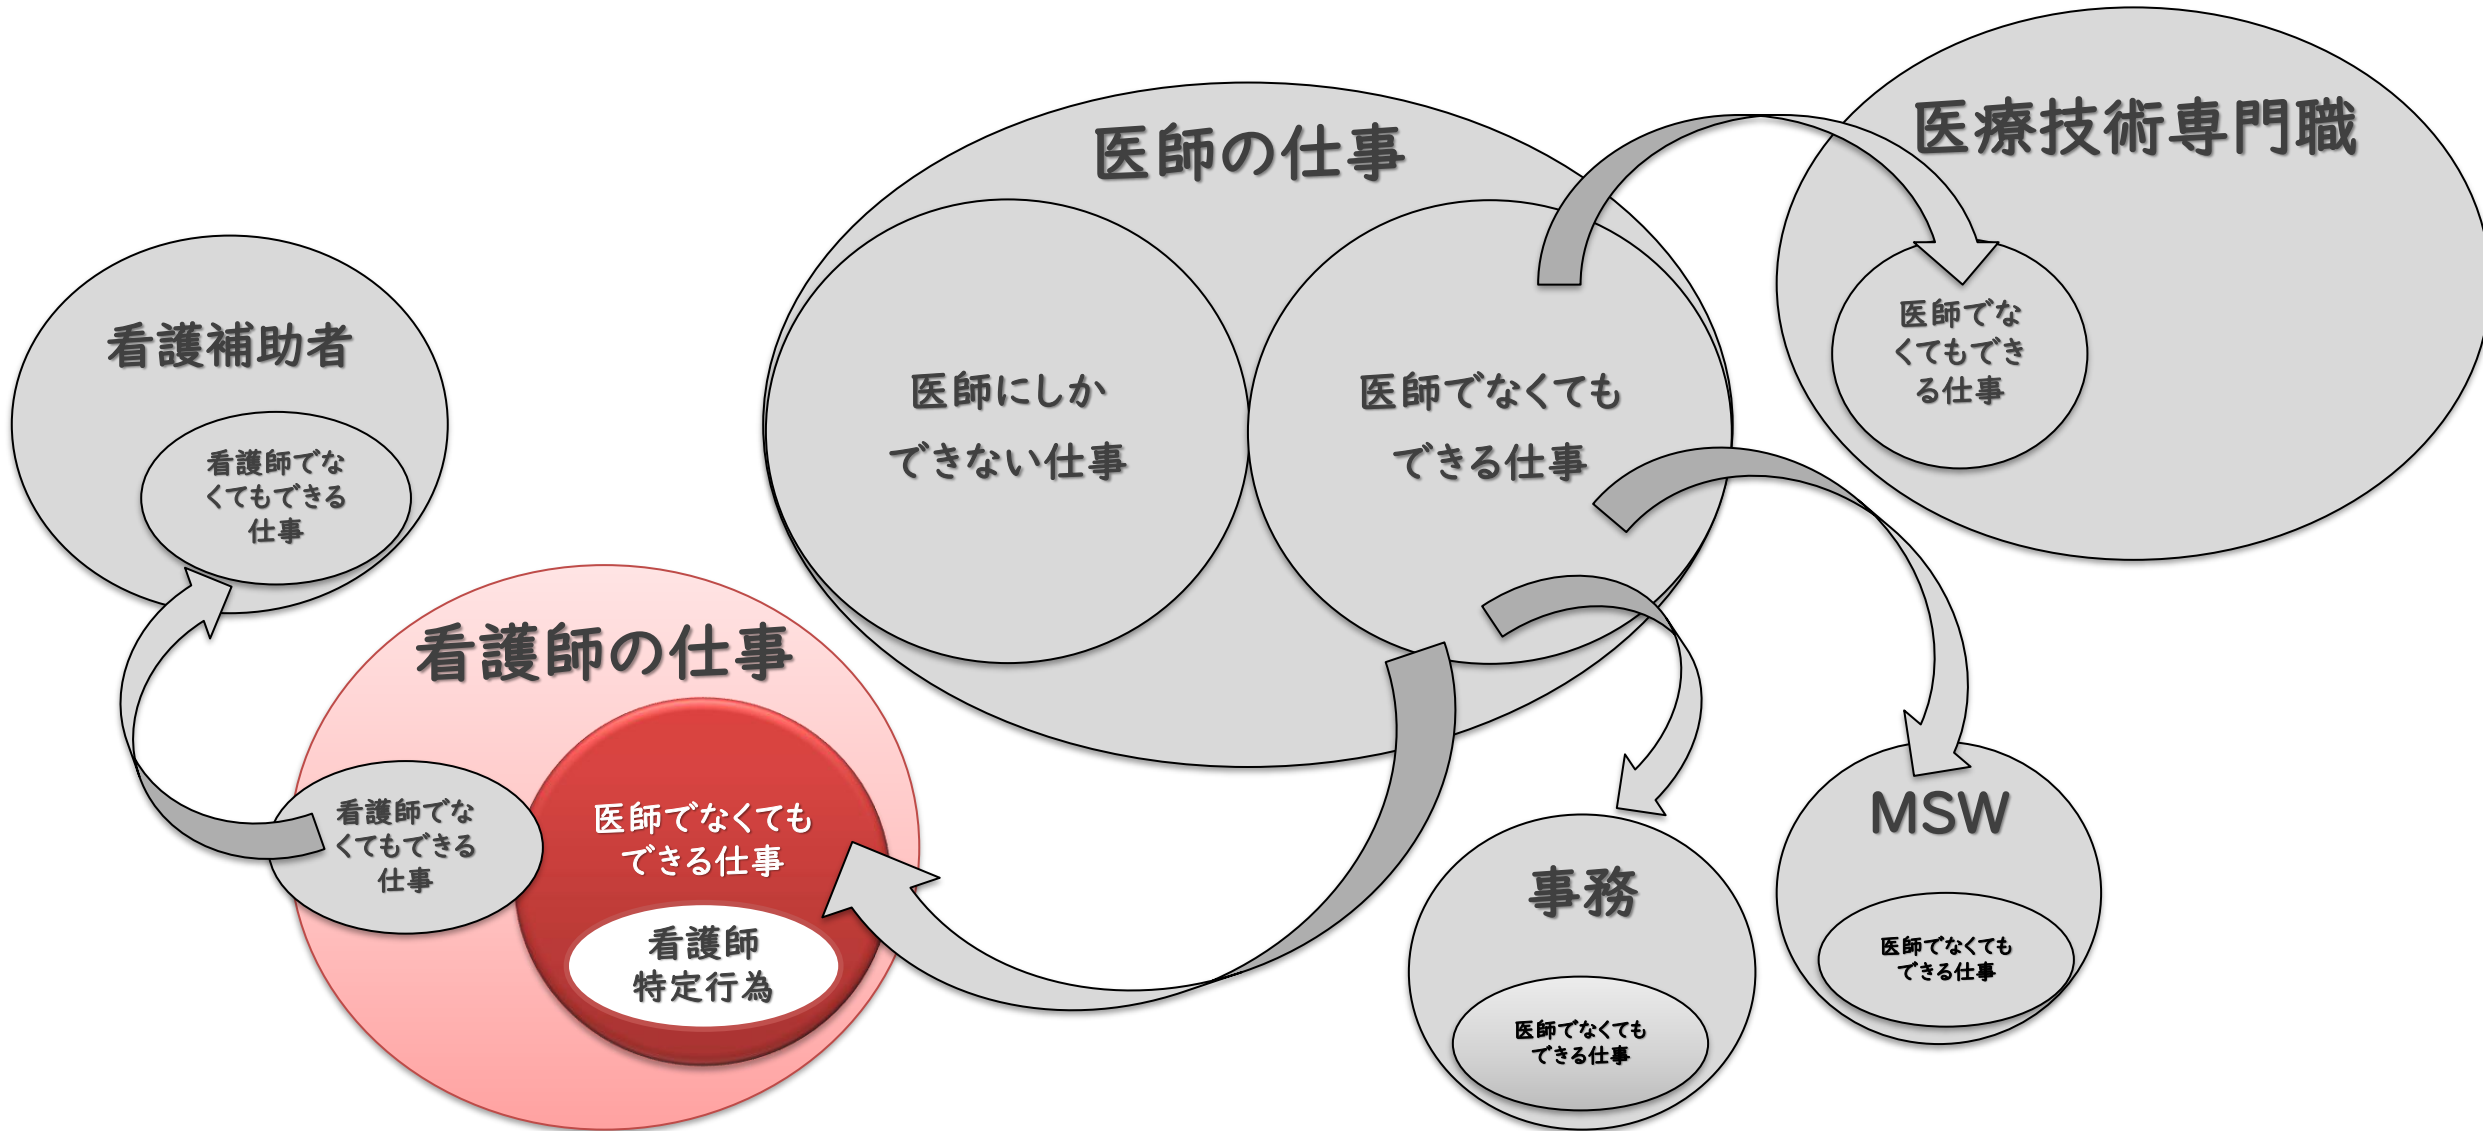 医師の仕事
医師にしか
できない仕事
医師でなくても
できる仕事
医療技術専門職
医師でな
くてもでき
る仕事
看護補助者
看護師でな
くてもできる
仕事
看護師の仕事
看護師でな
くてもできる
仕事
医師でなくても
できる仕事
看護師
特定行為
事務
医師でなくても
できる仕事
MSW
医師でなくても
できる仕事